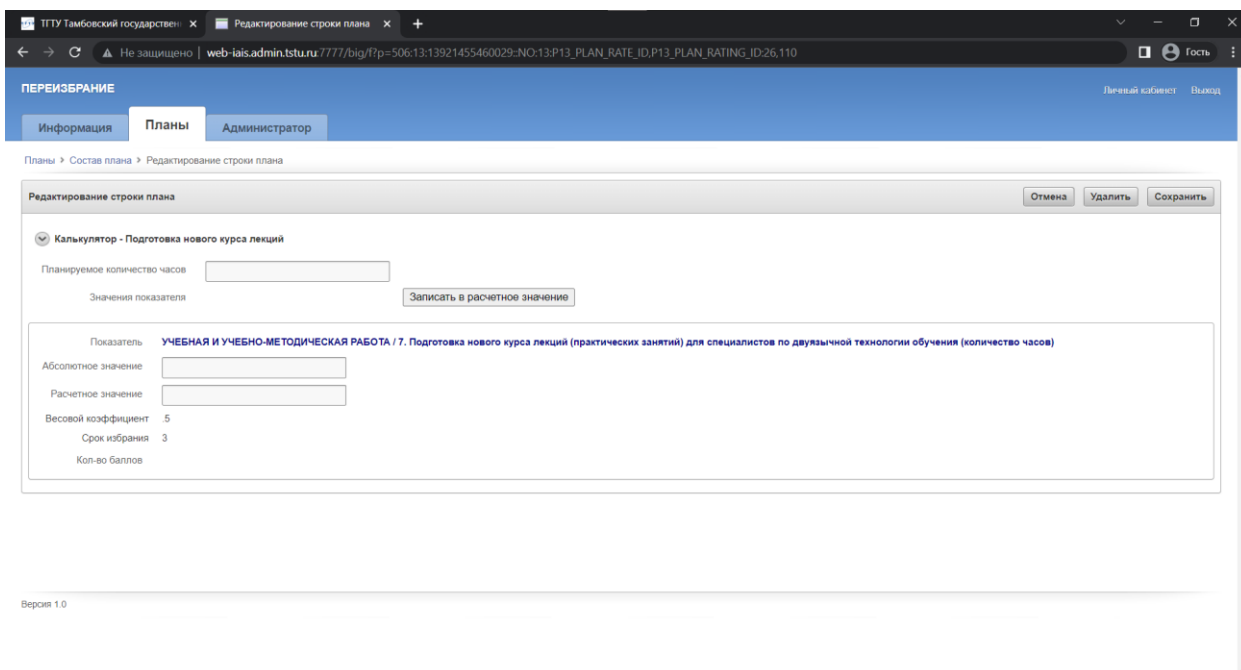 ТГТУ Тамбовский государствен
Редактирование строки плана
Не защищено | web-iais.admin.tstu.ru:7777/big/f?p=506:13:13921455460029::NO:13:P13_PLAN_RATE_ID,P13_PLAN_RATING_ID:26,110
Гость
ПЕРЕИЗБРАНИЕ
Личный кабинет Выход
Информация Планы Администратор
Планы > Состав плана > Редактирование строки плана
Редактирование строки плана Отмена Удалить Сохранить
Калькулятор - Подготовка нового курса лекций
Планируемое количество часов
Значения показателя Записать в расчетное значение
Показатель УЧЕБНАЯ И УЧЕБНО-МЕТОДИЧЕСКАЯ РАБОТА / 7. Подготовка нового курса лекций (практических занятий) для специалистов по двуязычной технологии обучения (количество часов)
Абсолютное значение
Расчетное значение
Весовой коэффициент .5
Срок избрания 3
Кол-во баллов
Версия 1.0